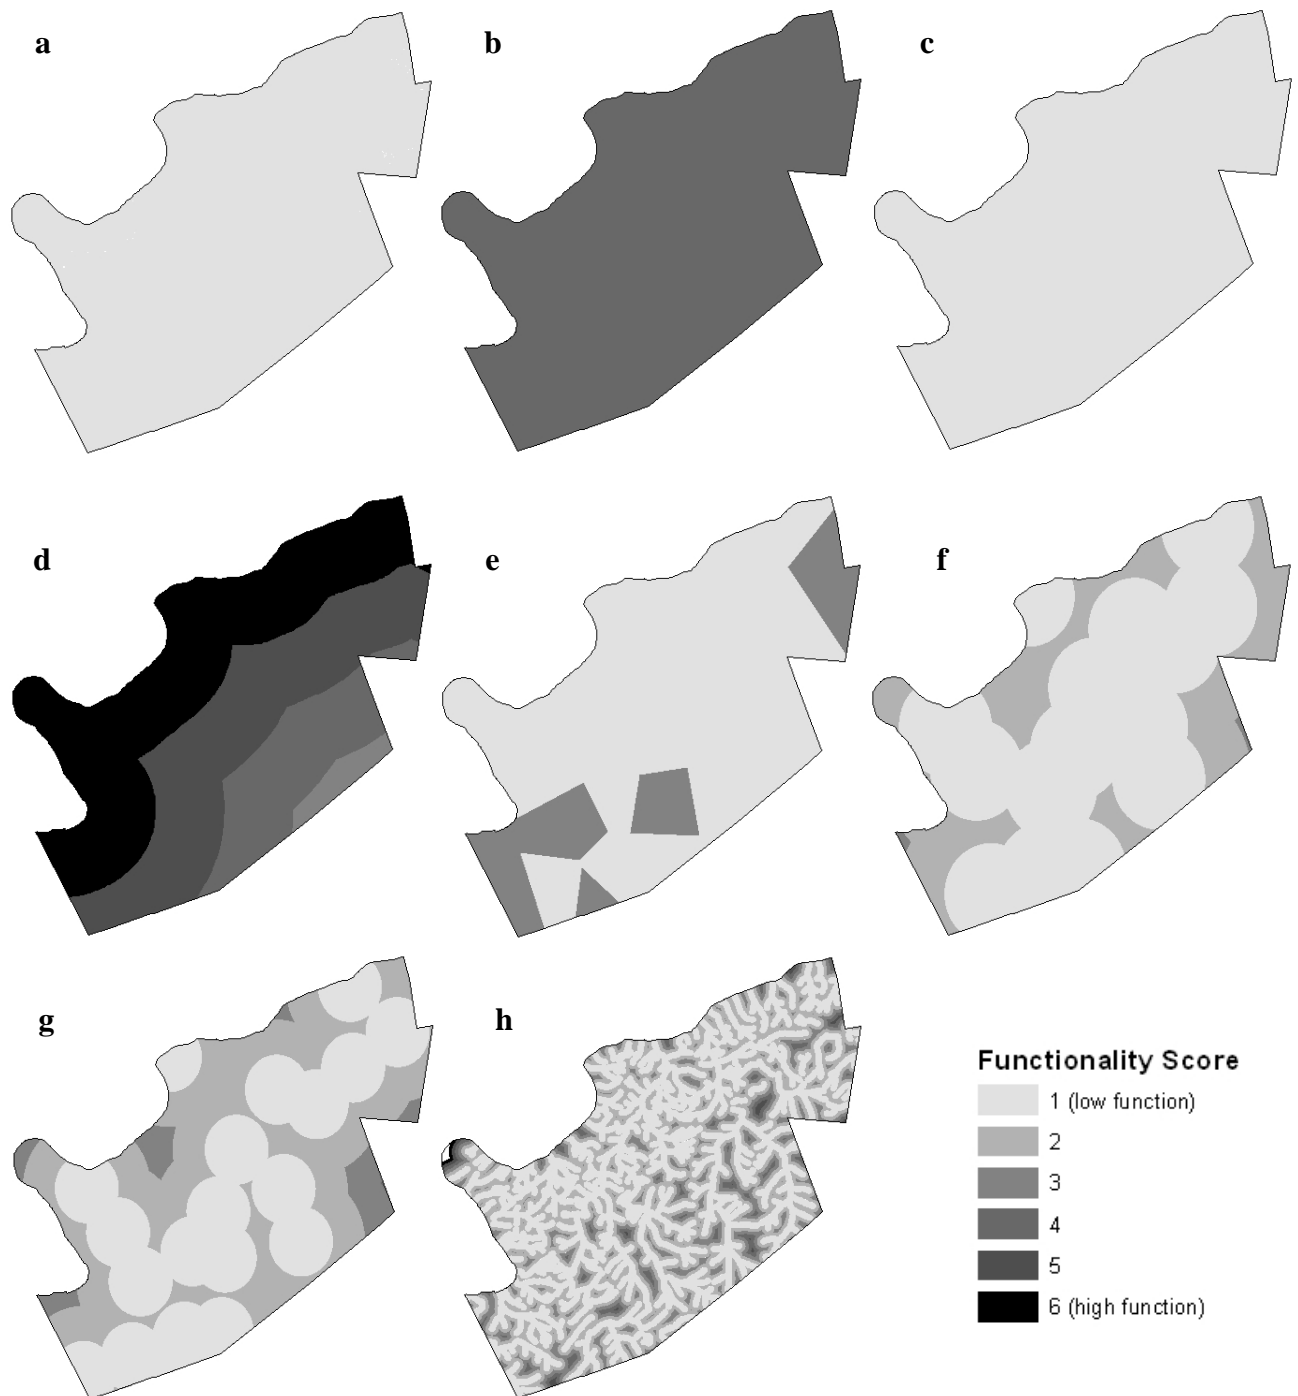 a
b
c
d
e
f
g
h
Functionality Score
1 (low function)
2
3
4
5
6 (high function)